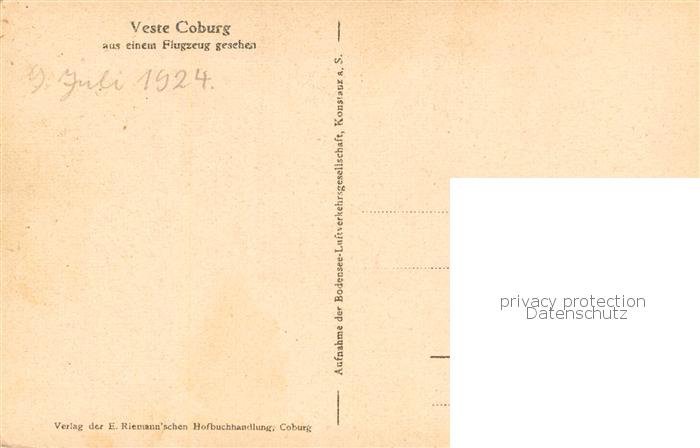 Veste Coburg
aus einem Flugzeug gesehen
9. Juli 1924.
Aufnahme der Bodensee-Luftverkehrsgesellschaft, Konstanz a. S.
privacy protection
Datenschutz
Verlag der E. Riemann'schen Hofbuchhandlung, Coburg